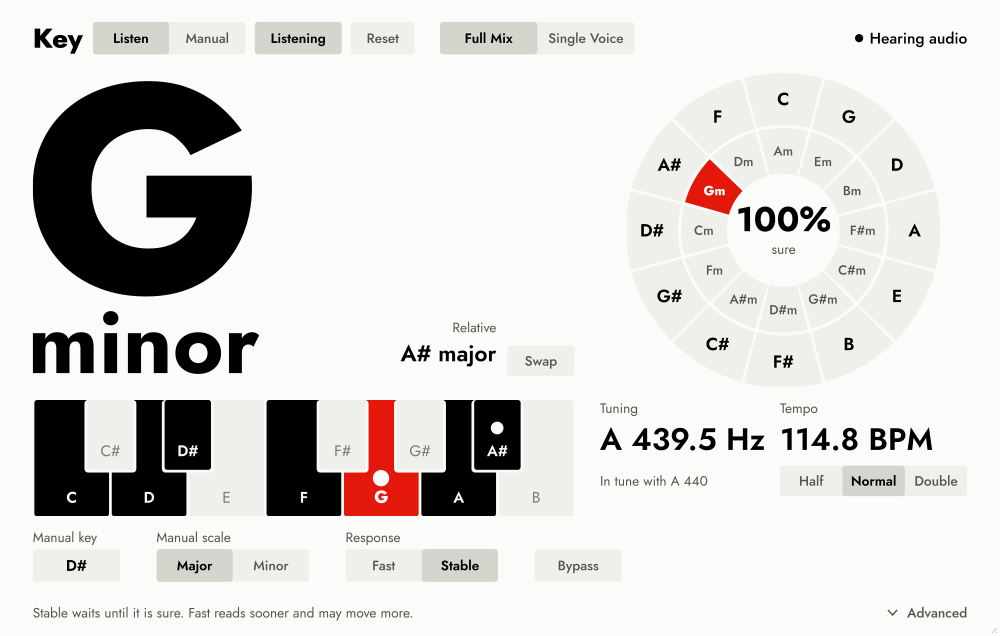 Key Listen Manual Listening Reset Full Mix Single Voice Hearing audio
G
minor
Relative
A# major Swap
C
G
D
A
E
B
F#
C#
G#
D#
A#
F
Am
Em
Bm
F#m
C#m
G#m
D#m
A#m
Fm
Cm
Gm
Dm
100%
sure
C# D# F# G# A#
C D E F G A B
Tuning
A 439.5 Hz
In tune with A 440
Tempo
114.8 BPM
Half Normal Double
Manual key
D#
Manual scale
Major Minor
Response
Fast Stable
Bypass
Stable waits until it is sure. Fast reads sooner and may move more.
Advanced